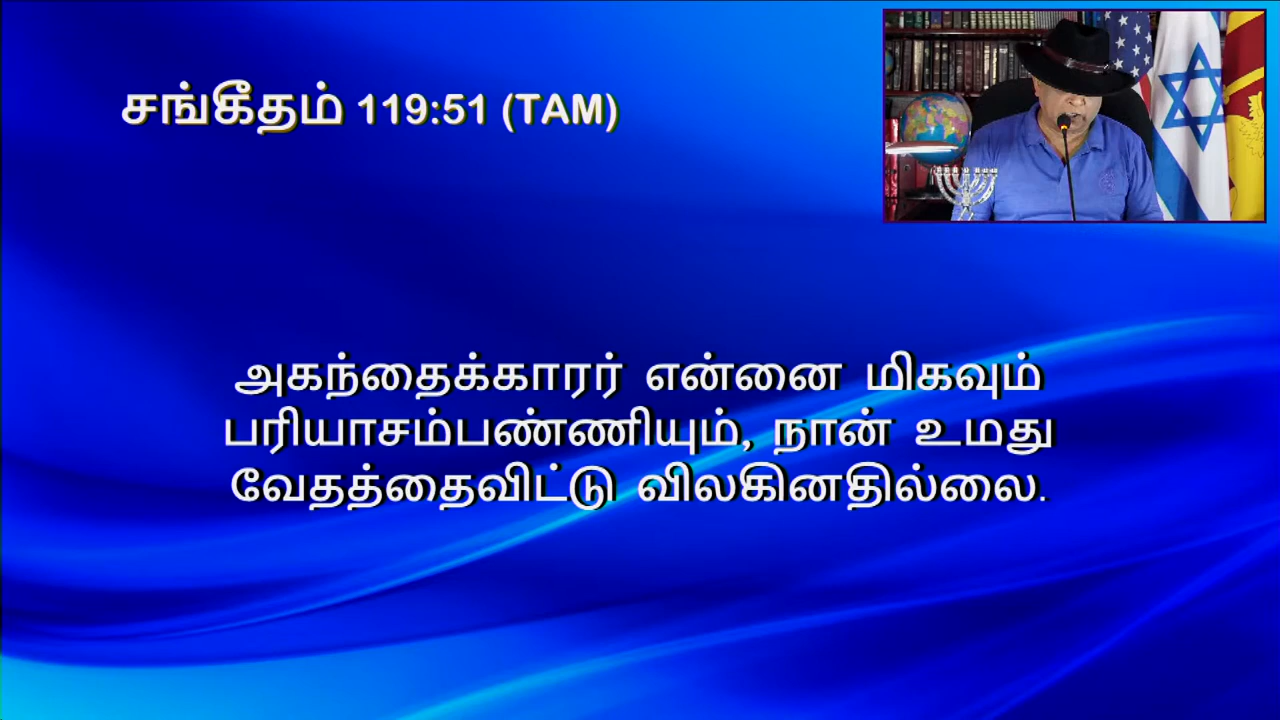 சங்கீதம் 119:51 (TAM)
அகந்தைக்காரர் என்னை மிகவும்
பரியாசம்பண்ணியும், நான் உமது
வேதத்தைவிட்டு விலகினதில்லை.